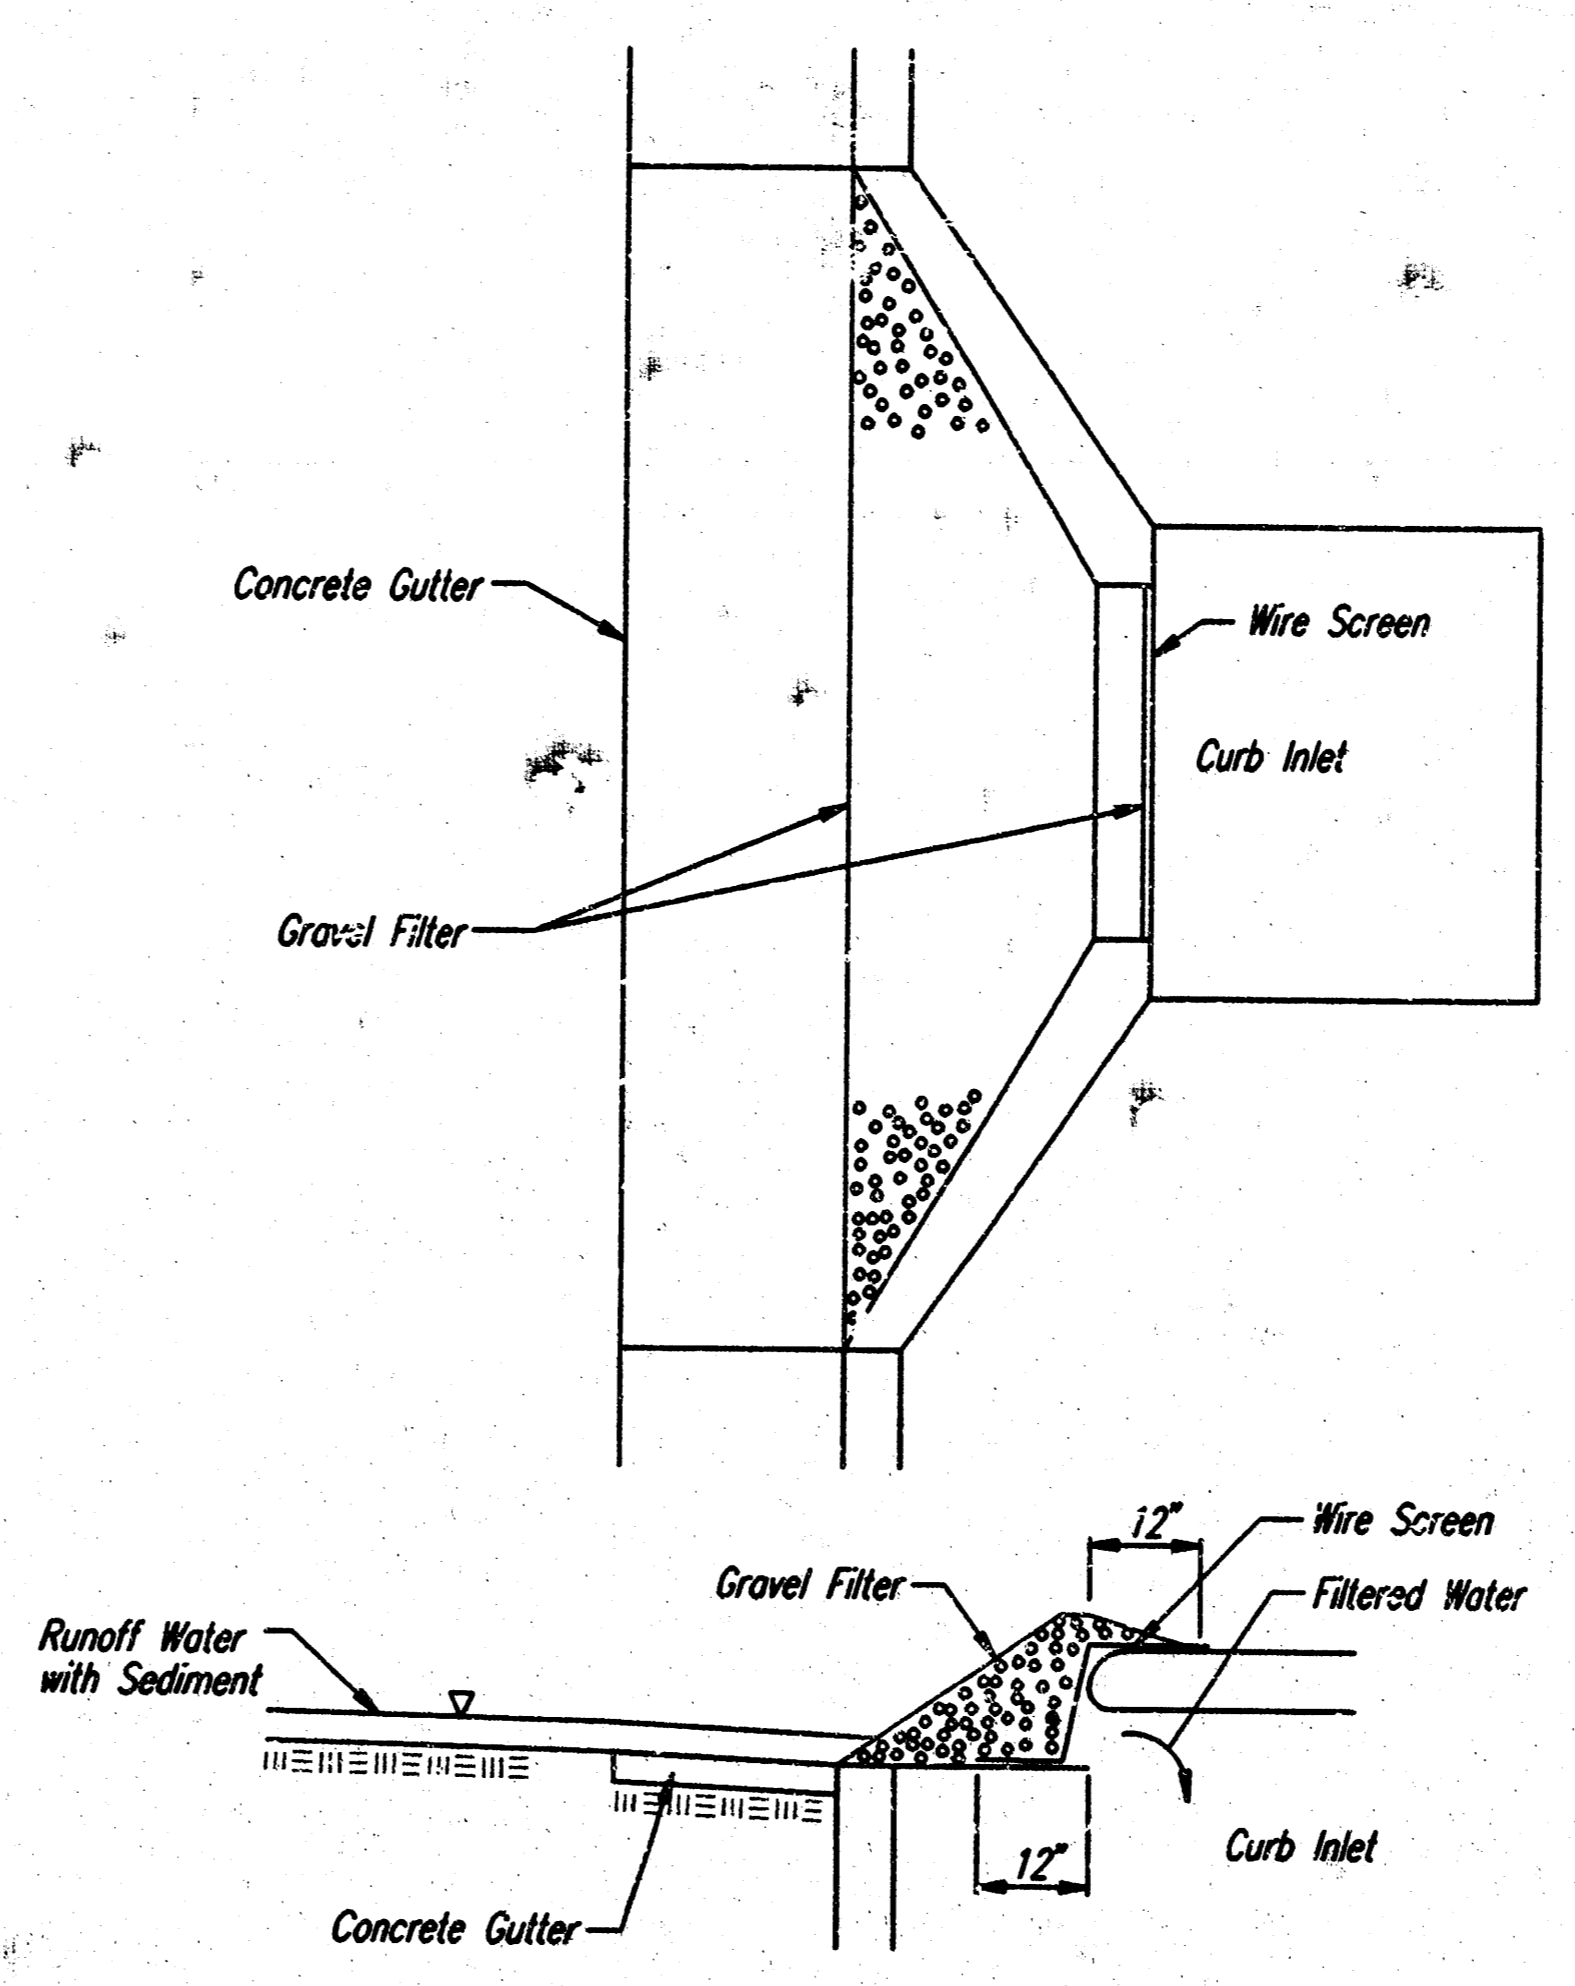 Concrete Gutter
Wire Screen
Curb Inlet
Gravel Filter
12"
Wire Screen
Gravel Filter
Filtered Water
Runoff Water
with Sediment
12"
Curb Inlet
Concrete Gutter